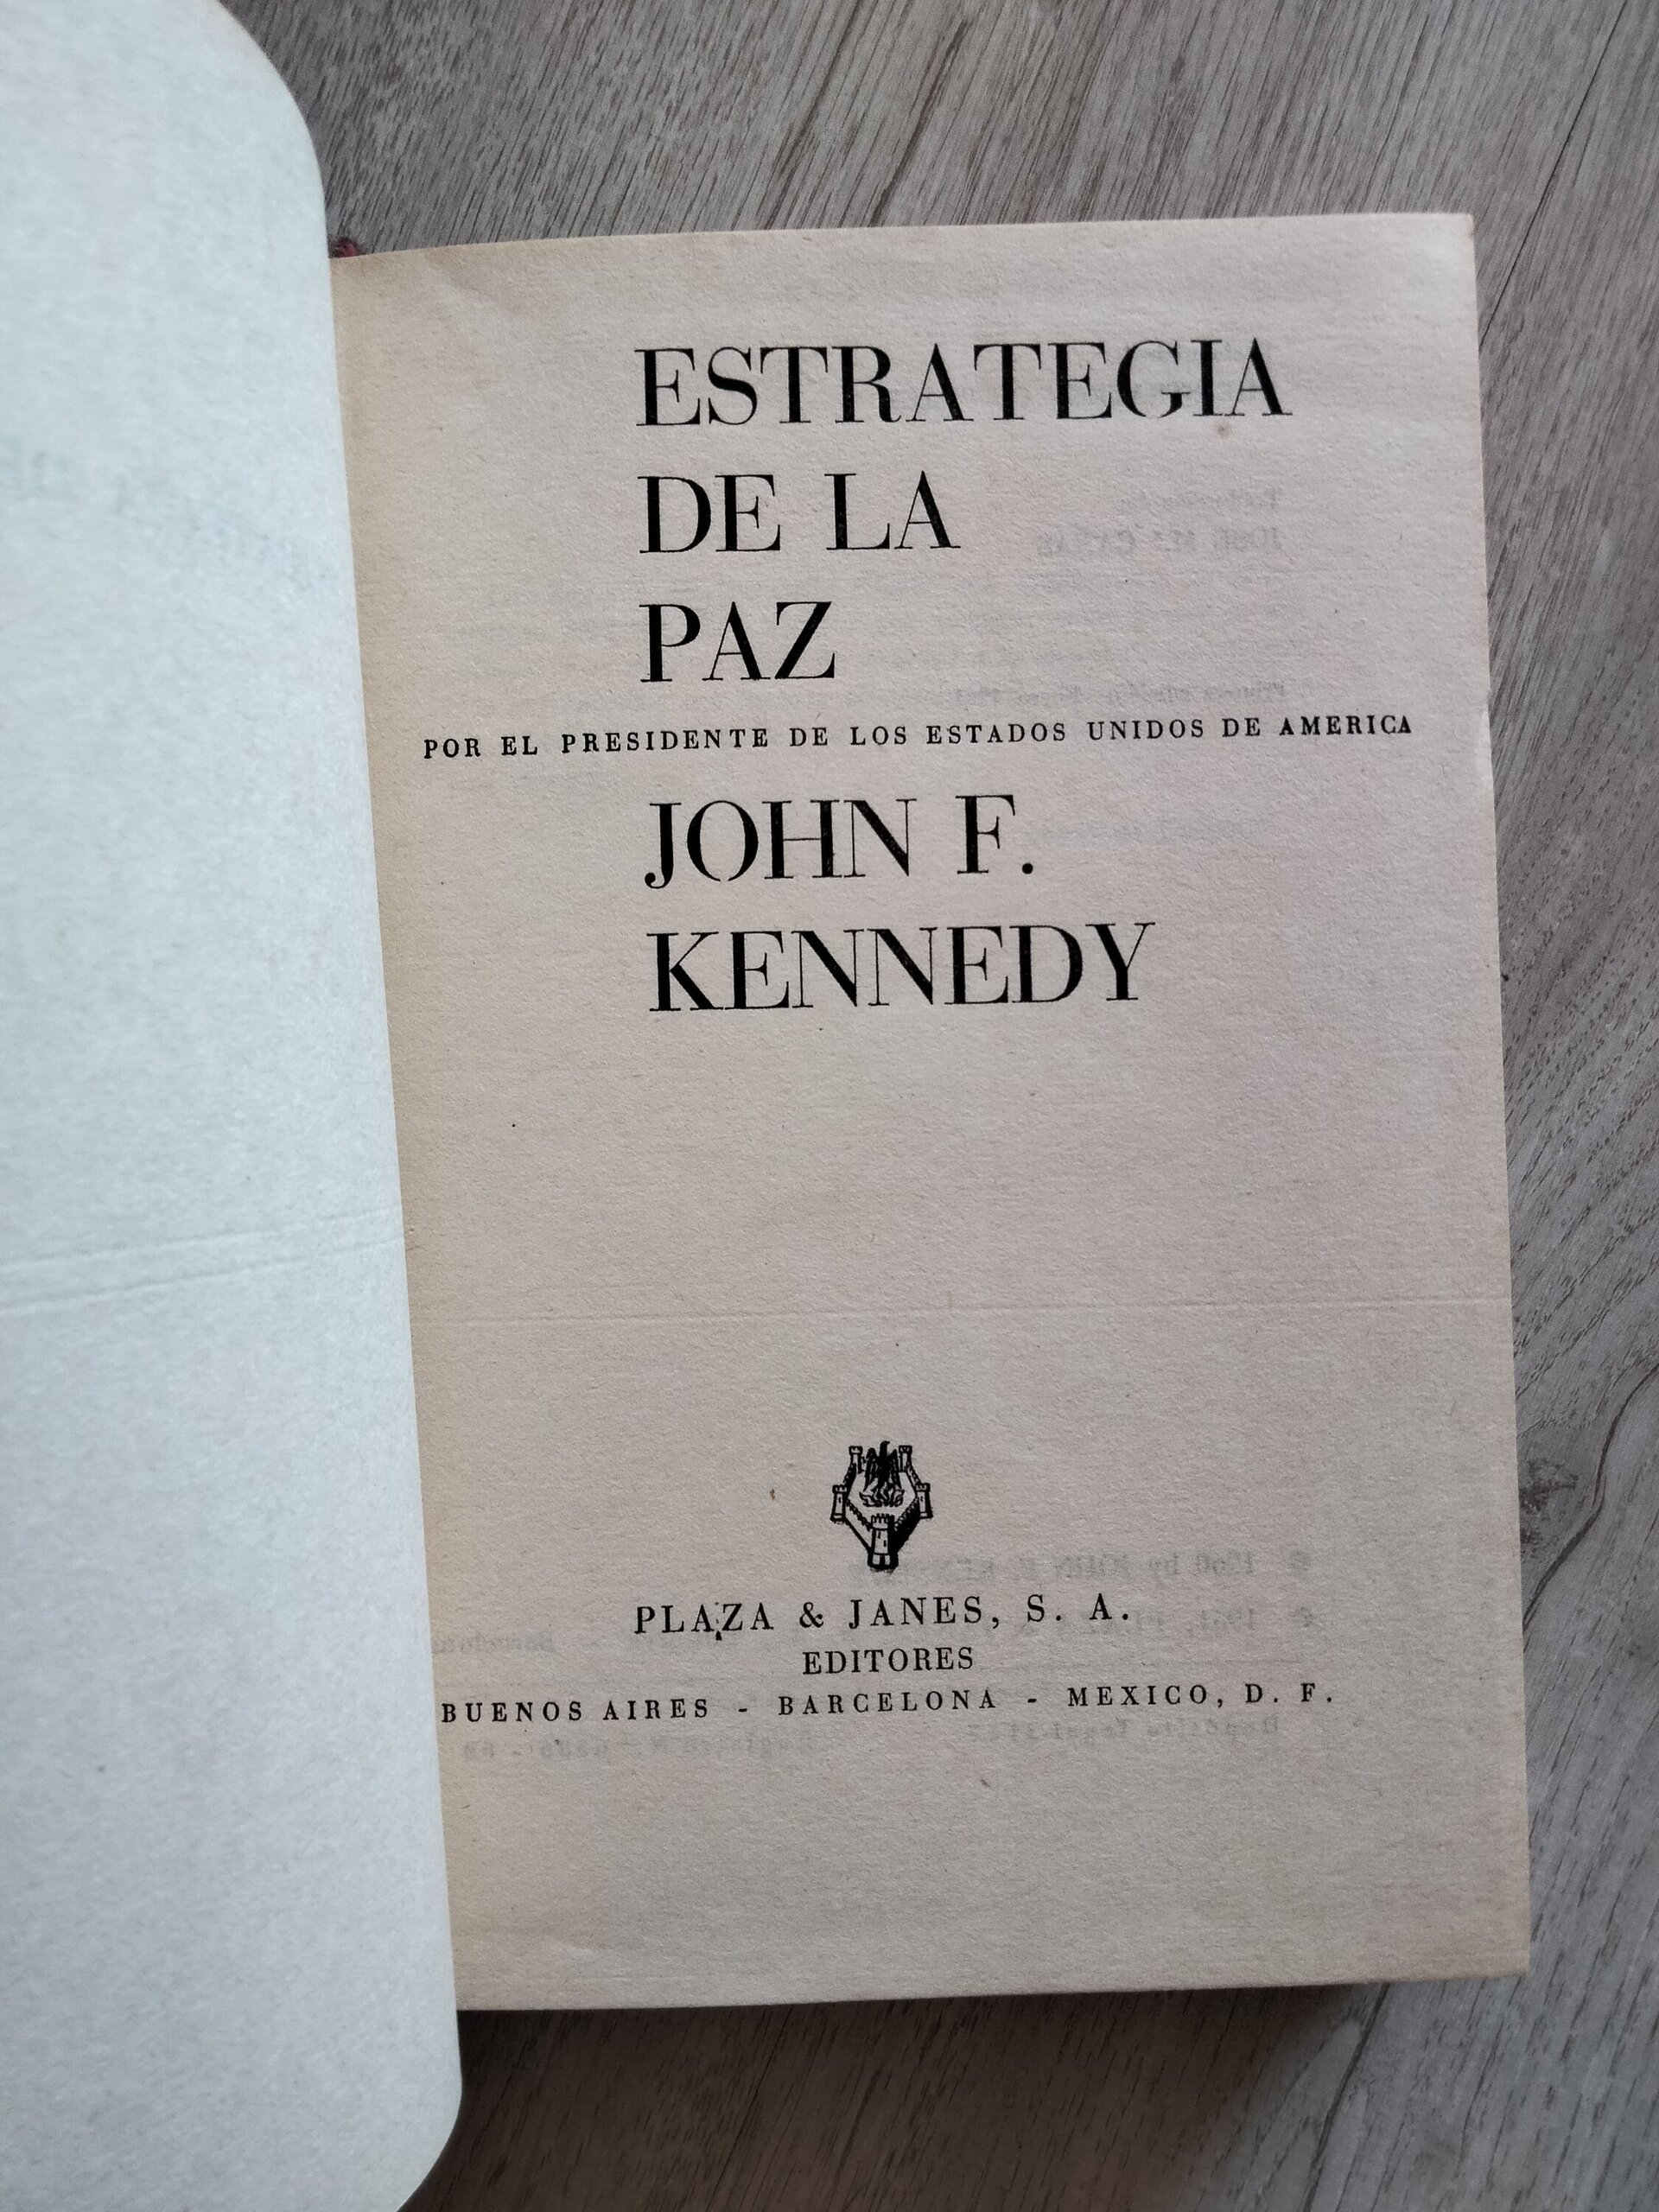 ESTRATEGIA
DE LA
PAZ
POR EL PRESIDENTE DE LOS ESTADOS UNIDOS DE AMERICA
JOHN F.
KENNEDY
PLAZA & JANES, S. A.
EDITORES
BUENOS AIRES - BARCELONA - MEXICO, D. F.